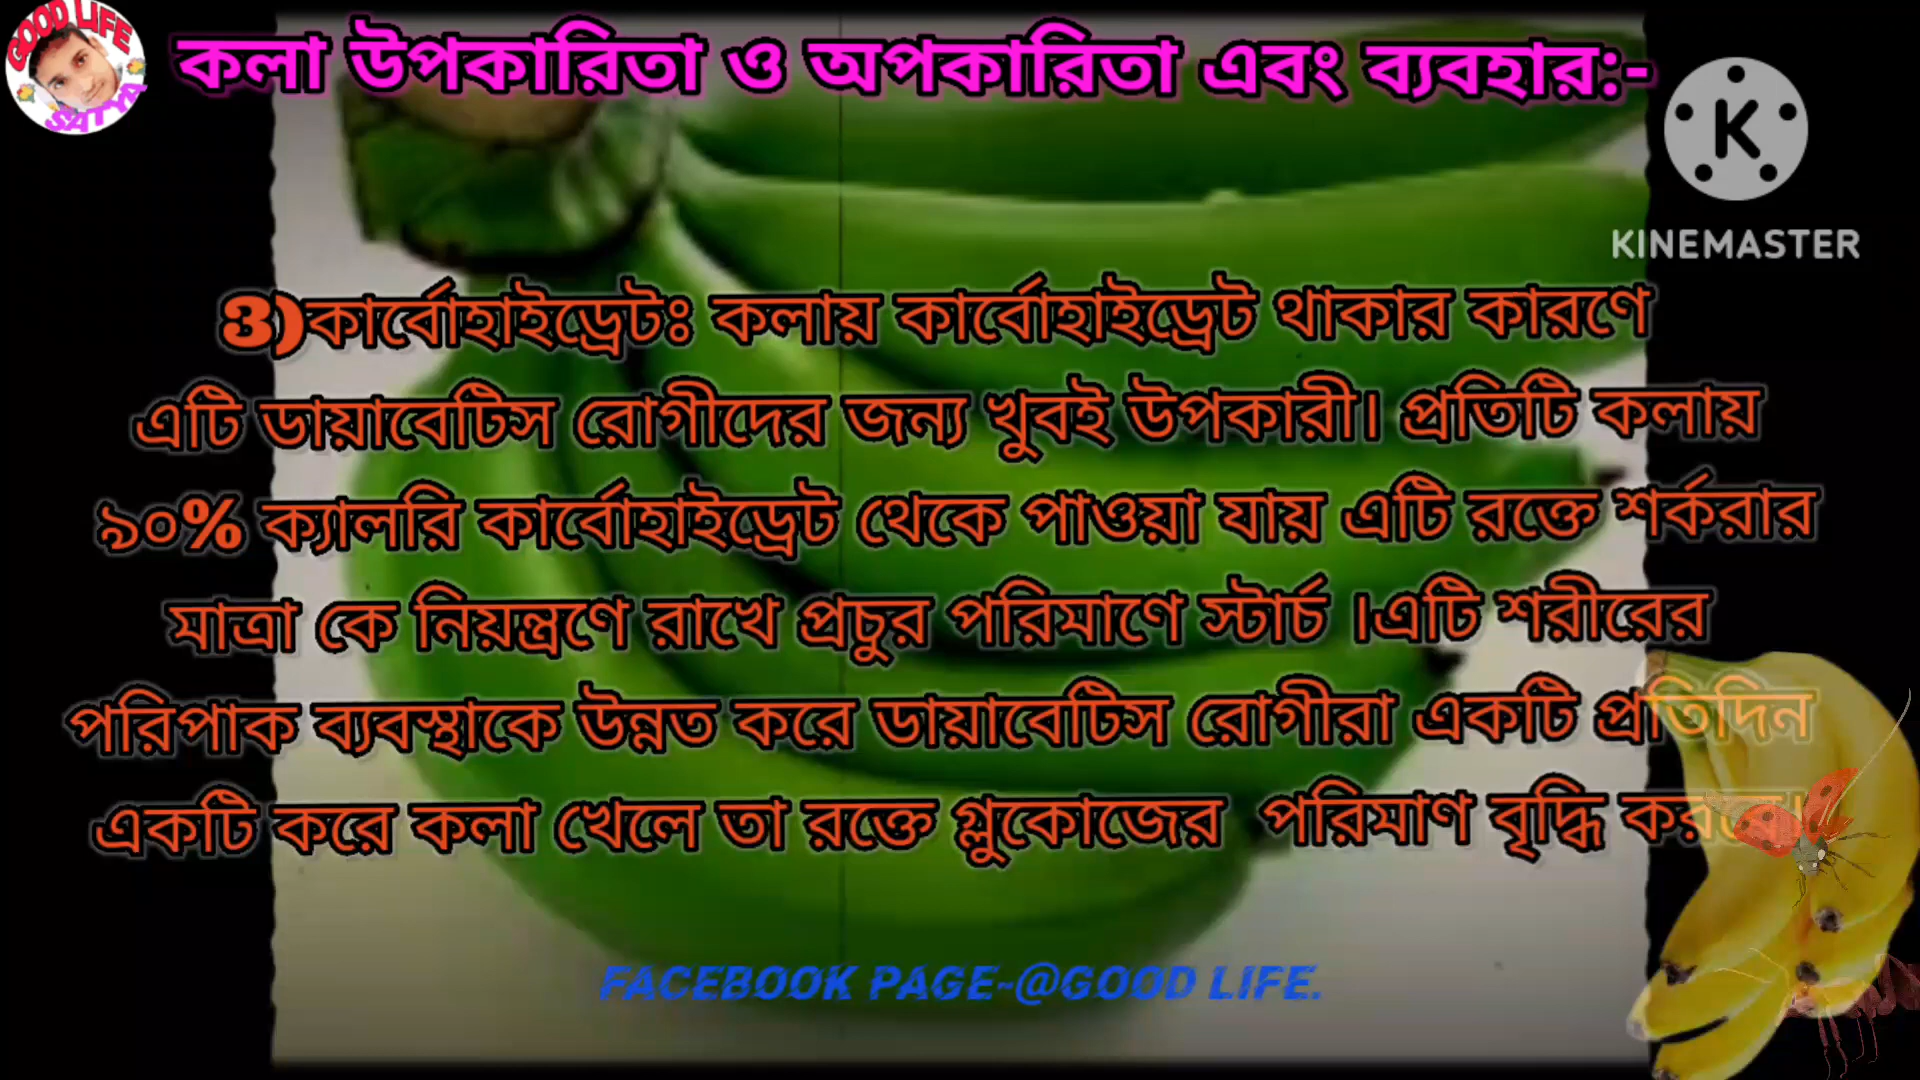 GOOD LIFE
SATYA
কলা উপকারিতা ও অপকারিতা এবং ব্যবহার:-
K
KINEMASTER
3)কার্বোহাইড্রেটঃ কলায় কার্বোহাইড্রেট থাকার কারণে
এটি ডায়াবেটিস রোগীদের জন্য খুবই উপকারী। প্রতিটি কলায়
৯০% ক্যালরি কার্বোহাইড্রেট থেকে পাওয়া যায় এটি রক্তে শর্করার
মাত্রা কে নিয়ন্ত্রণে রাখে প্রচুর পরিমাণে স্টার্চ ।এটি শরীরের
পরিপাক ব্যবস্থাকে উন্নত করে ডায়াবেটিস রোগীরা একটি প্রতিদিন
একটি করে কলা খেলে তা রক্তে গ্লুকোজের পরিমাণ বৃদ্ধি
FACEBOOK PAGE-@GOOD LIFE.